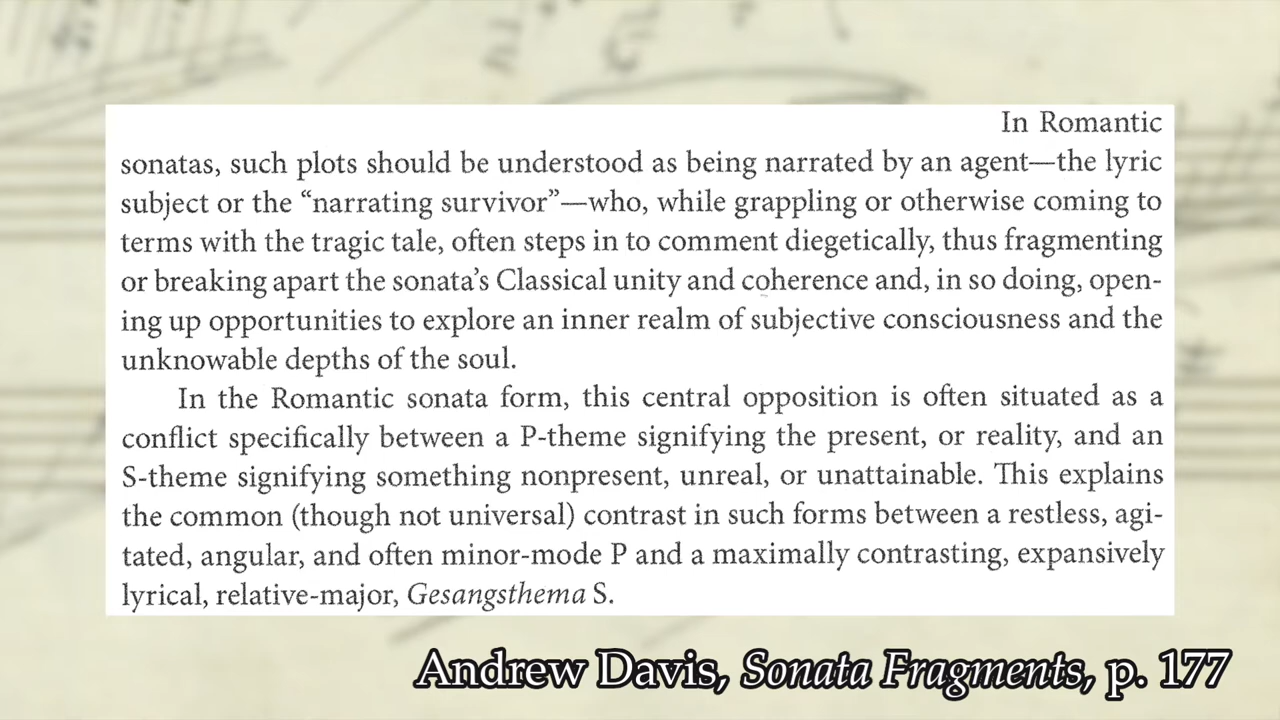 In Romantic
sonatas, such plots should be understood as being narrated by an agent—the lyric
subject or the “narrating survivor”—who, while grappling or otherwise coming to
terms with the tragic tale, often steps in to comment diegetically, thus fragmenting
or breaking apart the sonata’s Classical unity and coherence and, in so doing, open-
ing up opportunities to explore an inner realm of subjective consciousness and the
unknowable depths of the soul.
In the Romantic sonata form, this central opposition is often situated as a
conflict specifically between a P-theme signifying the present, or reality, and an
S-theme signifying something nonpresent, unreal, or unattainable. This explains
the common (though not universal) contrast in such forms between a restless, agi-
tated, angular, and often minor-mode P and a maximally contrasting, expansively
lyrical, relative-major, Gesangsthema S.
Andrew Davis, Sonata Fragments, p. 177